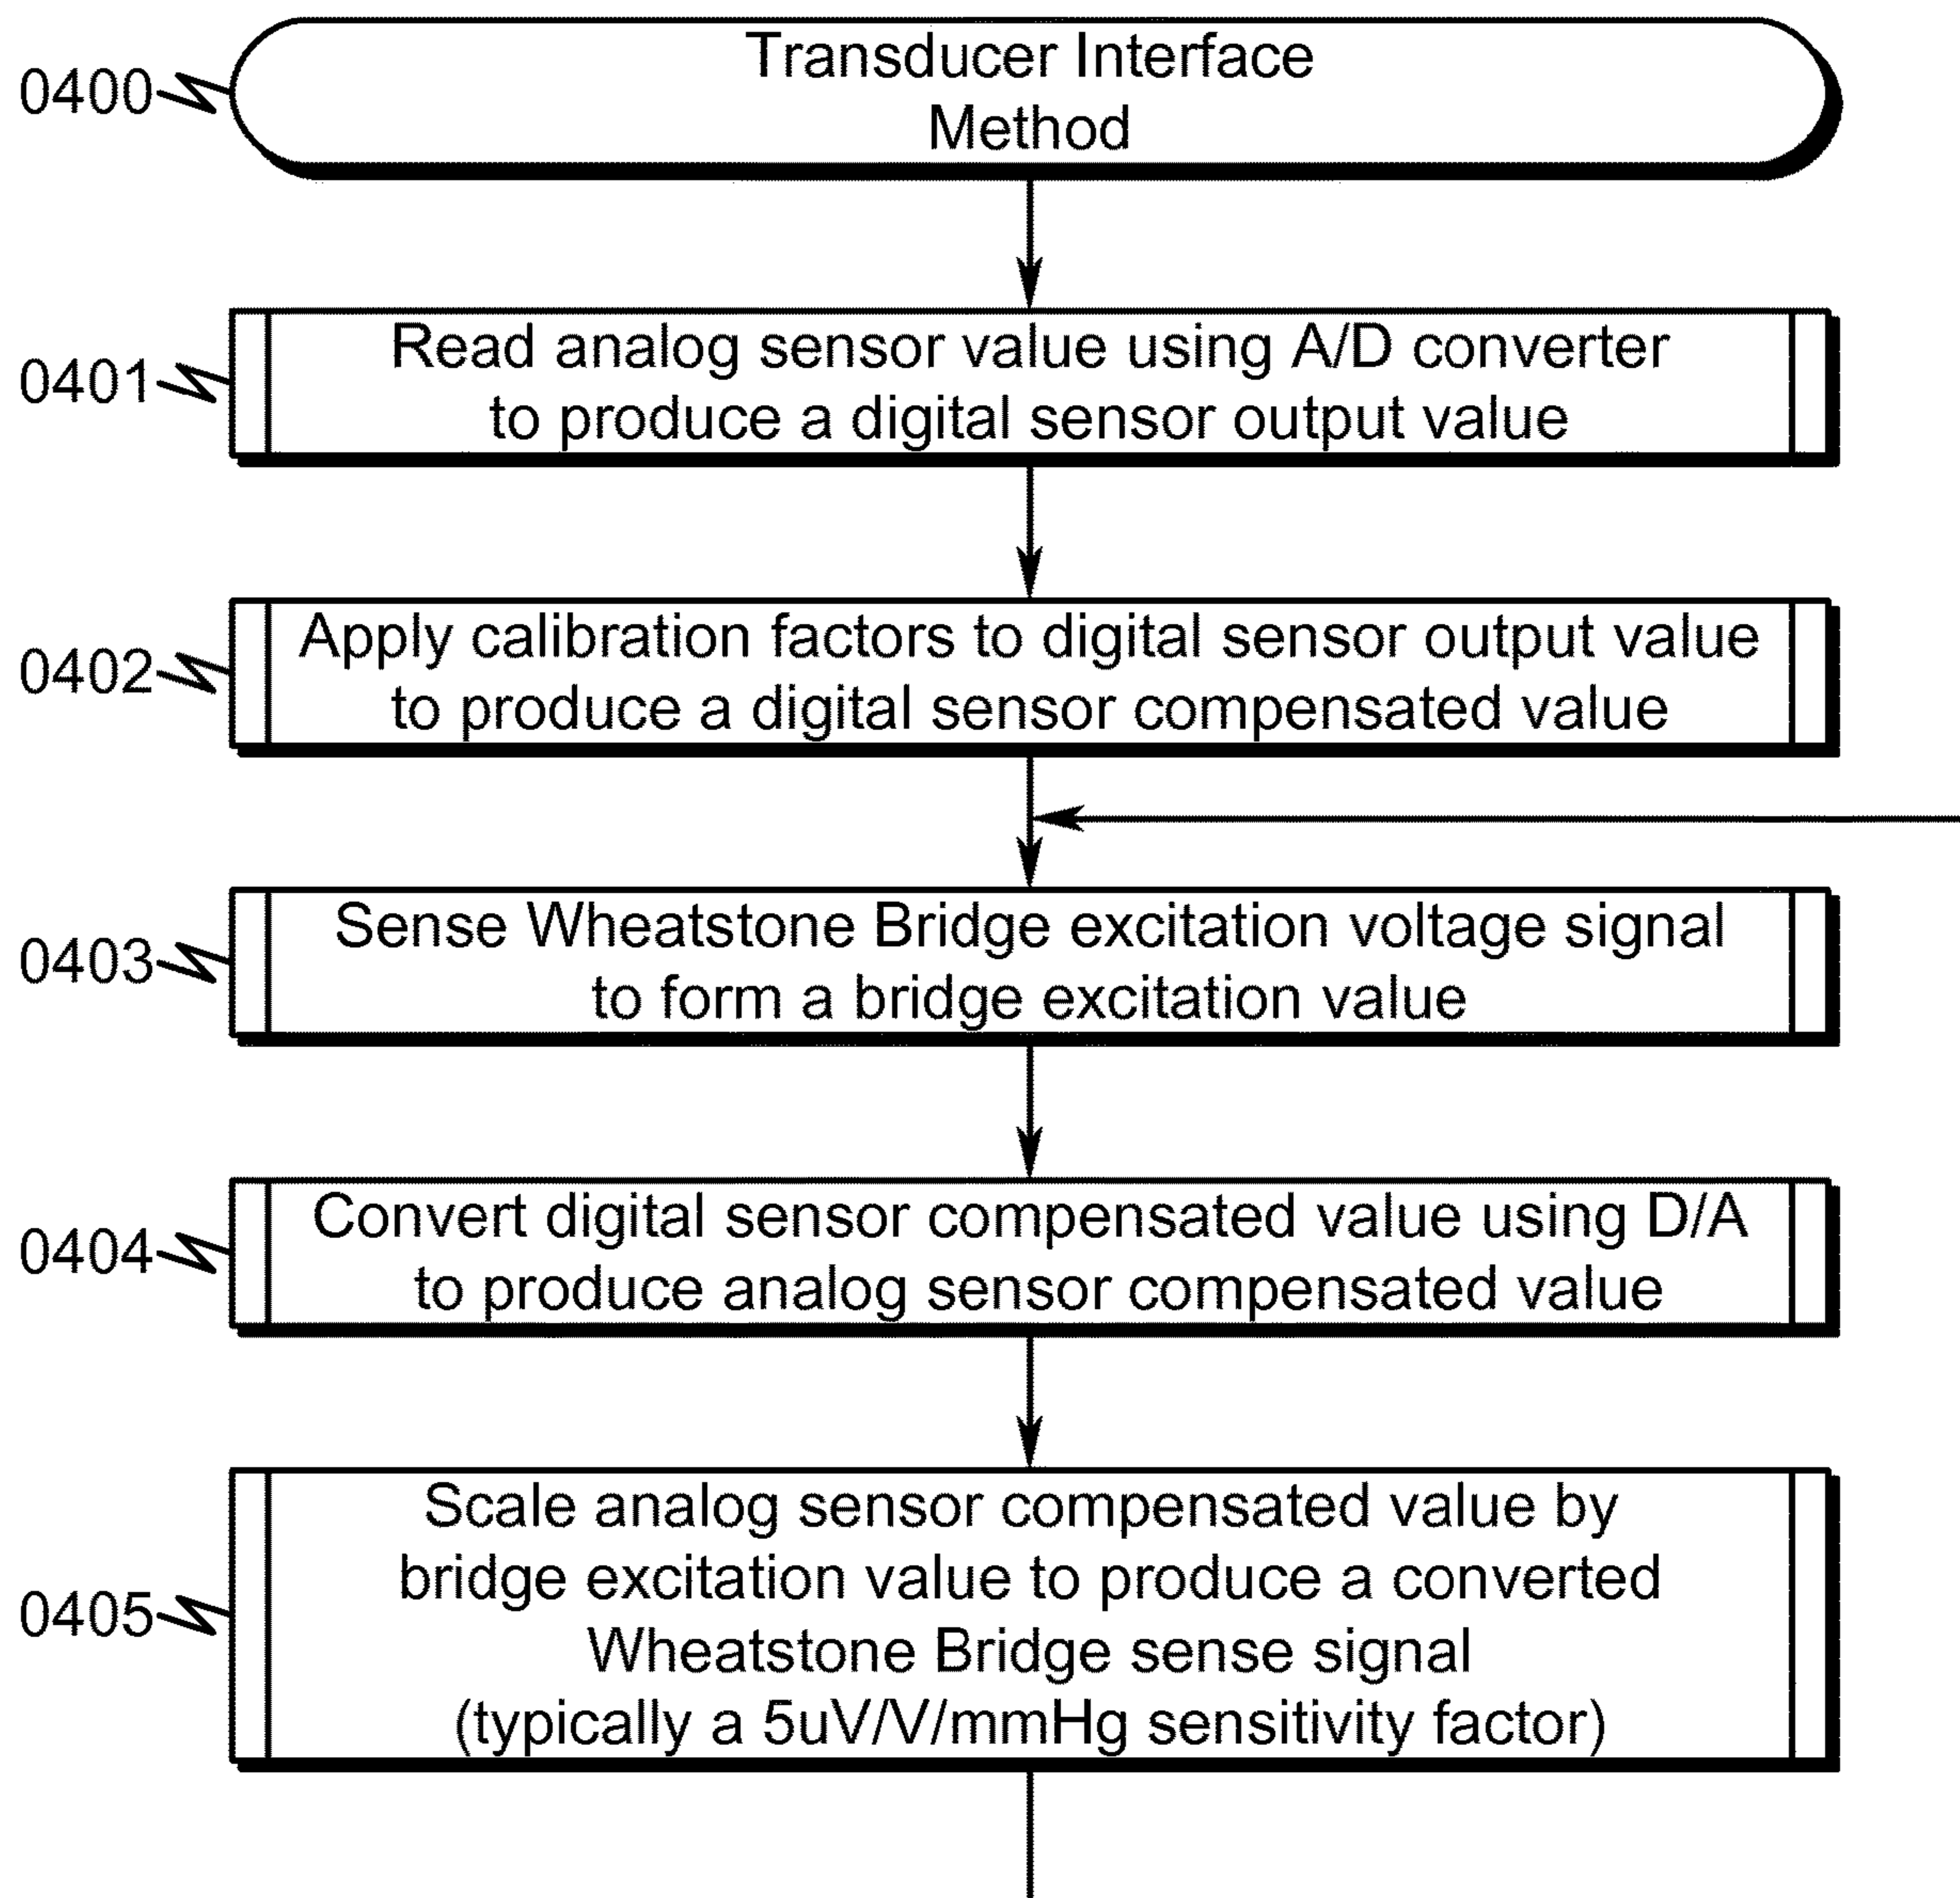 0400
Transducer Interface
Method
0401
Read analog sensor value using A/D converter
to produce a digital sensor output value
0402
Apply calibration factors to digital sensor output value
to produce a digital sensor compensated value
0403
Sense Wheatstone Bridge excitation voltage signal
to form a bridge excitation value
0404
Convert digital sensor compensated value using D/A
to produce analog sensor compensated value
0405
Scale analog sensor compensated value by
bridge excitation value to produce a converted
Wheatstone Bridge sense signal
(typically a 5uV/V/mmHg sensitivity factor)